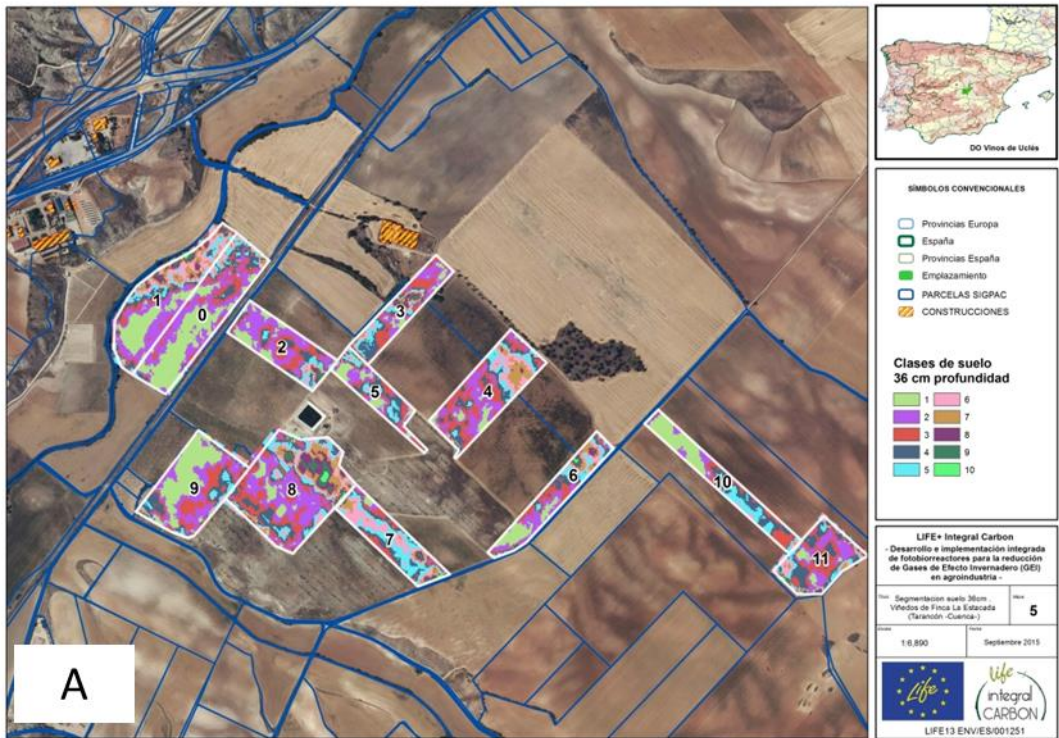 DO Vinos de Uclés
SÍMBOLOS CONVENCIONALES
Provincias Europa
España
Provincias España
Emplazamiento
PARCELAS SIGPAC
CONSTRUCCIONES
Clases de suelo
36 cm profundidad
1 6
2 7
3 8
4 9
5 10
1
0
2
3
5
4
6
9
8
7
10
11
LIFE+ Integral Carbon
- Desarrollo e implementación integrada
de fotobiorreactores para la reducción
de Gases de Efecto Invernadero (GEI)
en agroindustria -
Segmentacion suelo 36cm .
Viñedos de Finca La Estacada
(Tarancón -Cuenca-)
5
1:6,890
Septiembre 2015
Life
life
integral
CARBON
LIFE13 ENV/ES/001251
A